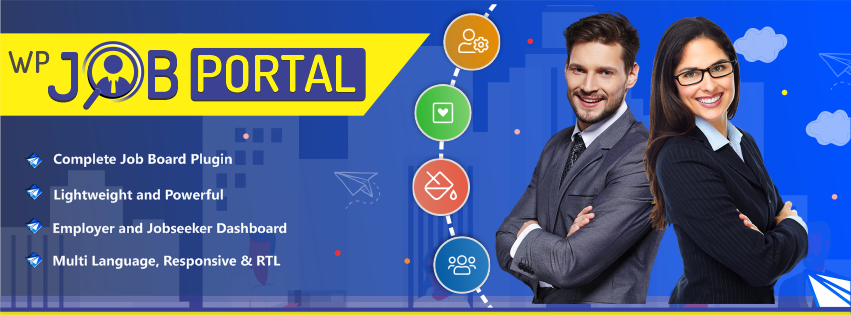 WP JOB PORTAL
Complete Job Board Plugin
Lightweight and Powerful
Employer and Jobseeker Dashboard
Multi Language, Responsive & RTL